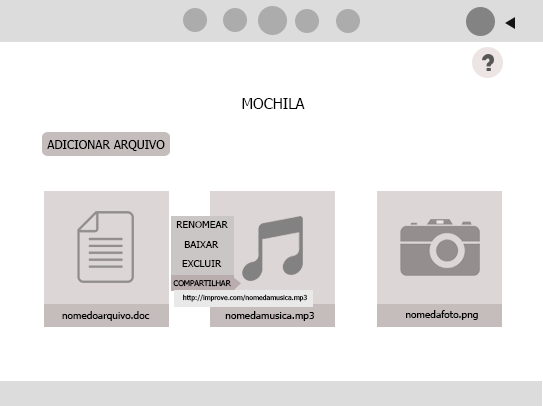 ?
MOCHILA
ADICIONAR ARQUIVO
RENOMEAR
BAIXAR
EXCLUIR
COMPARTILHAR
http://improve.com/nomedamusica.mp3
nomedoarquivo.doc
nomedamusica.mp3
nomedafoto.png